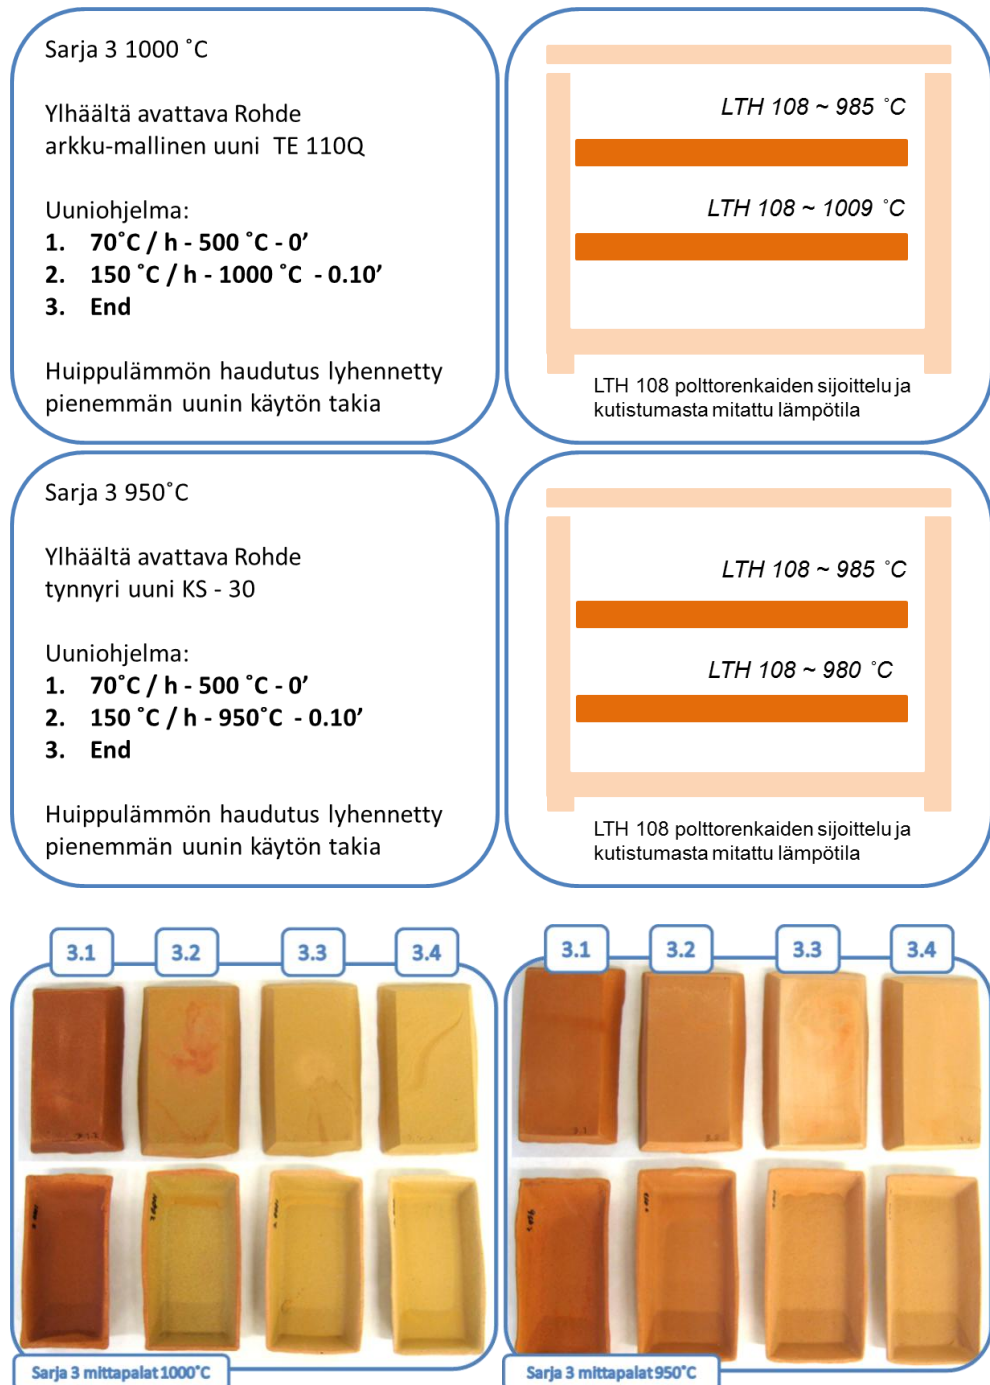 Sarja 3 1000 ˚C
Ylhäältä avattava Rohde
arkku-mallinen uuni TE 110Q
Uuniohjelma:
1. 70˚C / h - 500 ˚C - 0’
2. 150 ˚C / h - 1000 ˚C - 0.10’
3. End
Huippulämmön haudutus lyhennetty
pienemmän uunin käytön takia
LTH 108 ~ 985 ˚C
LTH 108 ~ 1009 ˚C
LTH 108 polttorenkaiden sijoittelu ja
kutistumasta mitattu lämpötila
Sarja 3 950˚C
Ylhäältä avattava Rohde
tynnyri uuni KS - 30
Uuniohjelma:
1. 70˚C / h - 500 ˚C - 0’
2. 150 ˚C / h - 950˚C - 0.10’
3. End
Huippulämmön haudutus lyhennetty
pienemmän uunin käytön takia
LTH 108 ~ 985 ˚C
LTH 108 ~ 980 ˚C
LTH 108 polttorenkaiden sijoittelu ja
kutistumasta mitattu lämpötila
3.1
3.2
3.3
3.4
Sarja 3 mittapalat 1000˚C
3.1
3.2
3.3
3.4
Sarja 3 mittapalat 950˚C